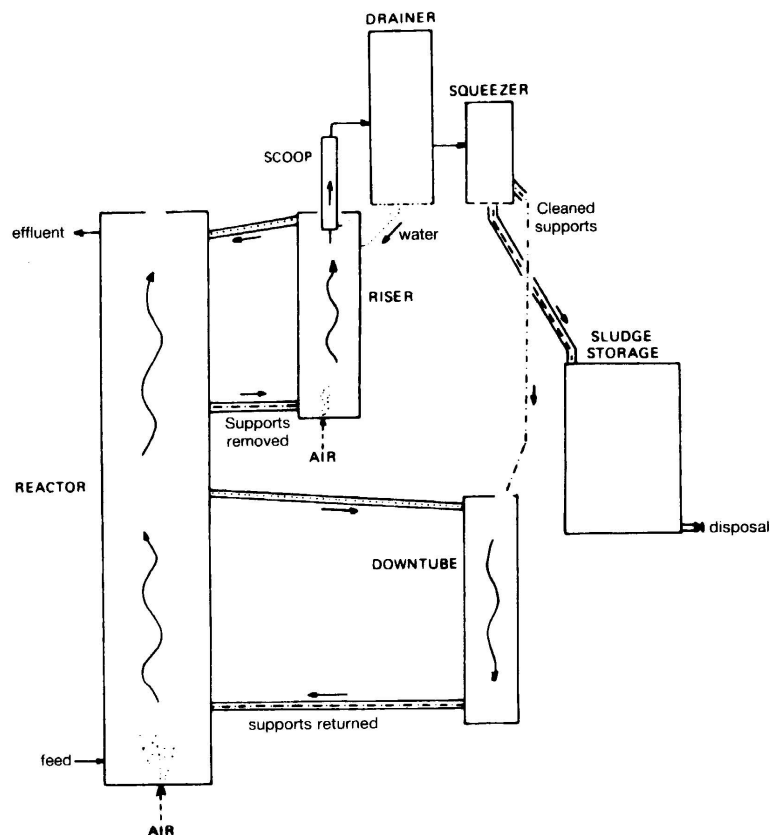 DRAINER
SQUEEZER
SCOOP
Cleaned
supports
effluent
water
RISER
SLUDGE
STORAGE
Supports
removed
AIR
REACTOR
disposal
DOWNTUBE
supports returned
feed
AIR